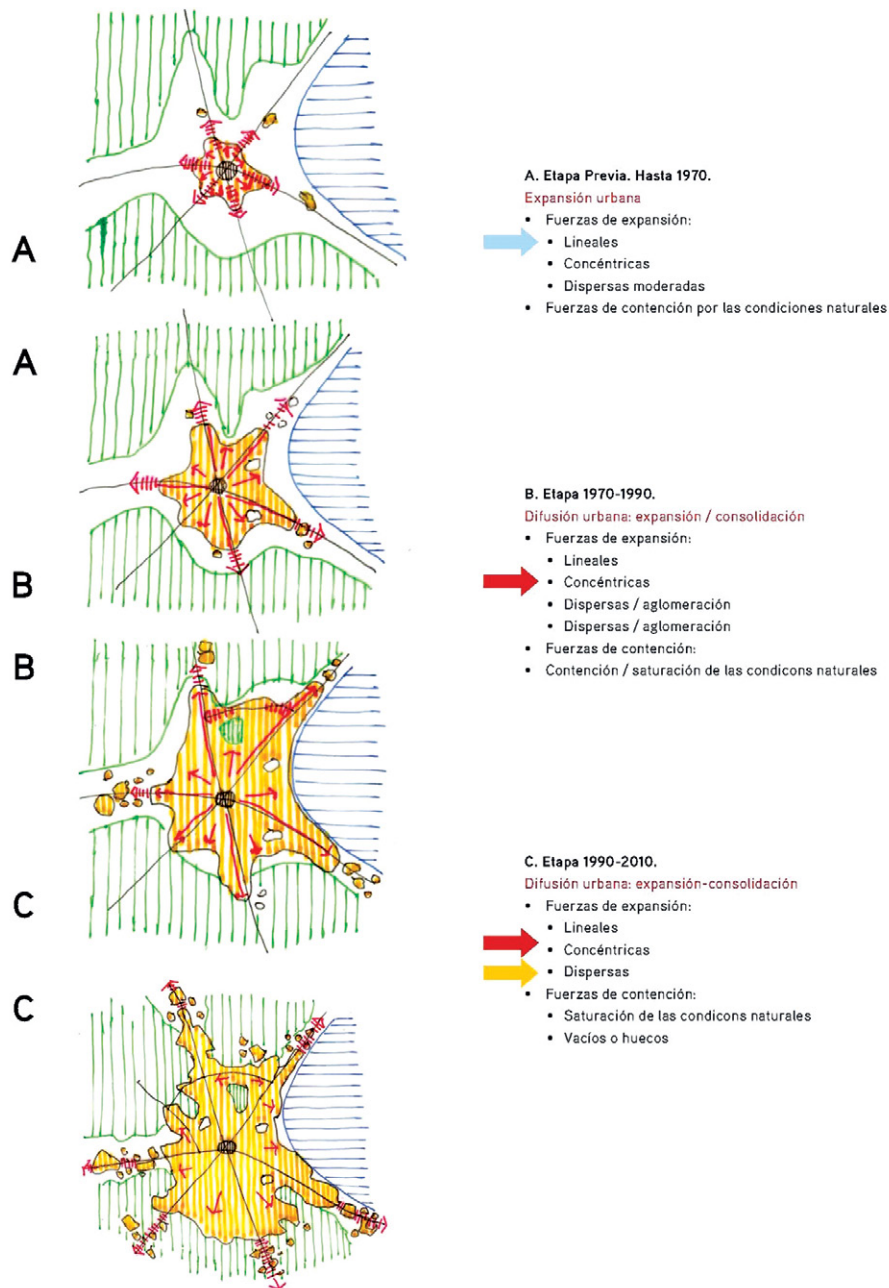 A
A. Etapa Previa. Hasta 1970.
Expansión urbana
• Fuerzas de expansión:
• Lineales
• Concéntricas
• Dispersas moderadas
• Fuerzas de contención por las condiciones naturales
A
B
B. Etapa 1970-1990.
Difusión urbana: expansión / consolidación
• Fuerzas de expansión:
• Lineales
• Concéntricas
• Dispersas / aglomeración
• Dispersas / aglomeración
• Fuerzas de contención:
• Contención / saturación de las condicons naturales
B
C
C. Etapa 1990-2010.
Difusión urbana: expansión-consolidación
• Fuerzas de expansión:
• Lineales
• Concéntricas
• Dispersas
• Fuerzas de contención:
• Saturación de las condicons naturales
• Vacíos o huecos
C